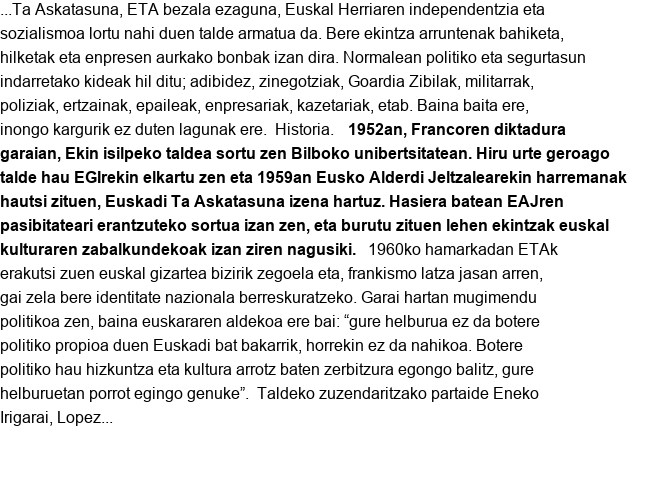 ...Ta Askatasuna, ETA bezala ezaguna, Euskal Herriaren independentzia eta
sozialismoa lortu nahi duen talde armatua da. Bere ekintza arruntenak bahiketa,
hilketak eta enpresen aurkako bonbak izan dira. Normalean politiko eta segurtasun
indarretako kideak hil ditu; adibidez, zinegotziak, Goardia Zibilak, militarrak,
poliziak, ertzainak, epaileak, enpresariak, kazetariak, etab. Baina baita ere,
inongo kargurik ez duten lagunak ere.  Historia.   1952an, Francoren diktadura
garaian, Ekin isilpeko taldea sortu zen Bilboko unibertsitatean. Hiru urte geroago
talde hau EGIrekin elkartu zen eta 1959an Eusko Alderdi Jeltzalearekin harremanak
hautsi zituen, Euskadi Ta Askatasuna izena hartuz. Hasiera batean EAJren
pasibitateari erantzuteko sortua izan zen, eta burutu zituen lehen ekintzak euskal
kulturaren zabalkundekoak izan ziren nagusiki.   1960ko hamarkadan ETAk
erakutsi zuen euskal gizartea bizirik zegoela eta, frankismo latza jasan arren,
gai zela bere identitate nazionala berreskuratzeko. Garai hartan mugimendu
politikoa zen, baina euskararen aldekoa ere bai: “gure helburua ez da botere
politiko propioa duen Euskadi bat bakarrik, horrekin ez da nahikoa. Botere
politiko hau hizkuntza eta kultura arrotz baten zerbitzura egongo balitz, gure
helburuetan porrot egingo genuke”.  Taldeko zuzendaritzako partaide Eneko
Irigarai, Lopez...